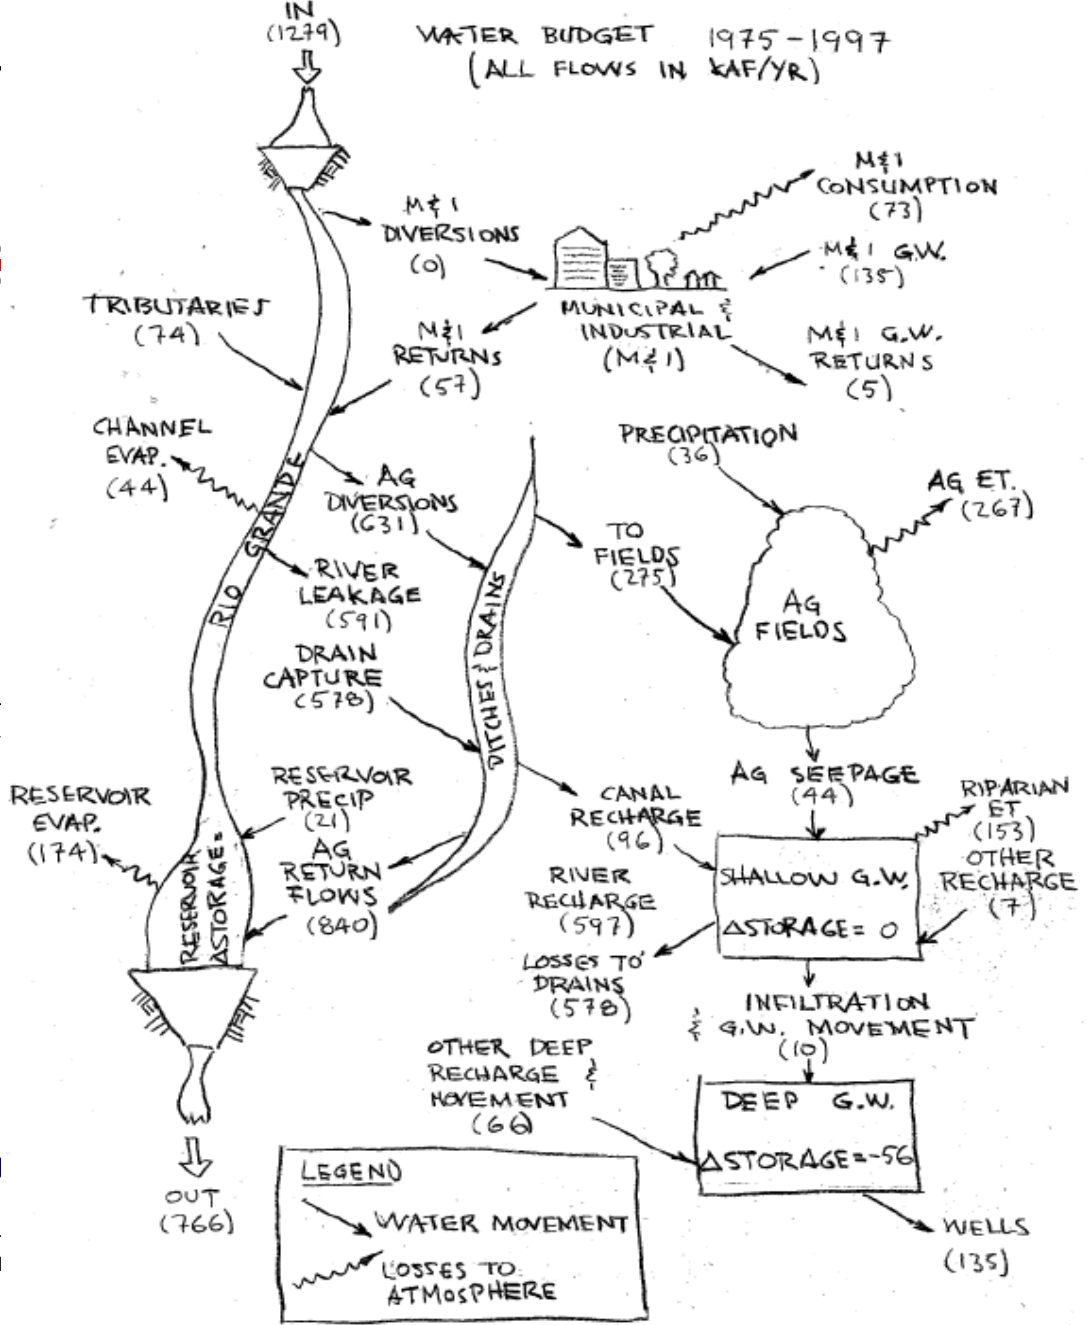 IN
(1279)
WATER BUDGET 1975-1997
(ALL FLOWS IN KAF/YR)
M&I
DIVERSIONS
(0)
M&I
CONSUMPTION
(73)
M&I G.W.
(135)
MUNICIPAL &
INDUSTRIAL
(M&I)
TRIBUTARIES
(74)
M&I
RETURNS
(57)
M&I G.W.
RETURNS
(5)
CHANNEL
EVAP.
(44)
RIO GRANDE
AG
DIVERSIONS
(631)
PRECIPITATION
(36)
AG ET.
(267)
TO
FIELDS
(275)
AG
FIELDS
RIVER
LEAKAGE
(591)
DITCHES & DRAINS
DRAIN
CAPTURE
(578)
AG SEEPAGE
(44)
RESERVOIR
EVAP.
(174)
RESERVOIR
PRECIP
(21)
AG
RETURN
FLOWS
(840)
RESERVOIR
ΔSTORAGE=
CANAL
RECHARGE
(96)
RIPARIAN
ET
(153)
OTHER
RECHARGE
(7)
RIVER
RECHARGE
(597)
SHALLOW G.W.
ΔSTORAGE= 0
LOSSES TO
DRAINS
(578)
INFILTRATION
& G.W. MOVEMENT
(10)
OTHER DEEP
RECHARGE &
MOVEMENT
(66)
DEEP G.W.
ΔSTORAGE=-56
WELLS
(135)
OUT
(766)
LEGEND
WATER MOVEMENT
LOSSES TO
ATMOSPHERE